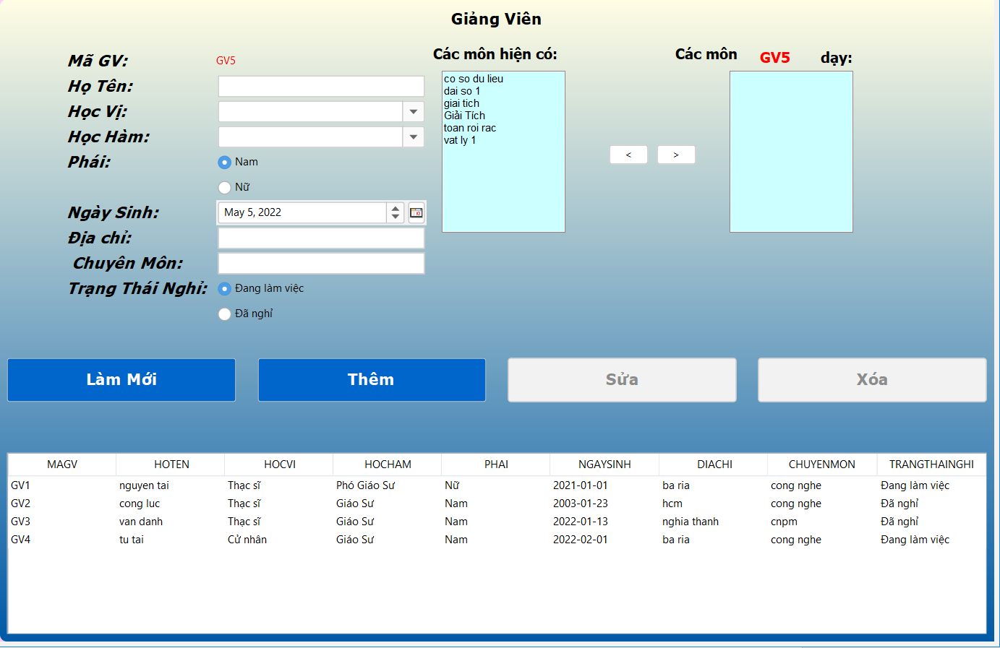 Giảng Viên
Mã GV: GV5
Họ Tên:
Học Vị:
Học Hàm:
Phái: Nam
Nữ
Ngày Sinh: May 5, 2022
Địa chỉ:
Chuyên Môn:
Trạng Thái Nghỉ: Đang làm việc
Đã nghỉ
Các môn hiện có:
co so du lieu
dai so 1
giai tich
Giải Tích
toan roi rac
vat ly 1
< >
Các môn GV5 dạy:
Làm Mới Thêm Sửa Xóa
MAGV HOTEN HOCVI HOCHAM PHAI NGAYSINH DIACHI CHUYENMON TRANGTHAINGHI
GV1 nguyen tai Thạc sĩ Phó Giáo Sư Nữ 2021-01-01 ba ria cong nghe Đang làm việc
GV2 cong luc Thạc sĩ Giáo Sư Nam 2003-01-23 hcm cong nghe Đã nghỉ
GV3 van danh Thạc sĩ Giáo Sư Nam 2022-01-13 nghia thanh cnpm Đã nghỉ
GV4 tu tai Cử nhân Giáo Sư Nam 2022-02-01 ba ria cong nghe Đang làm việc